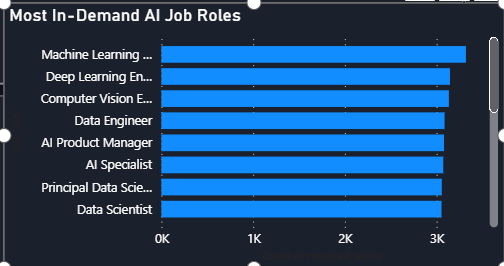 Most In-Demand AI Job Roles
Machine Learning ...
Deep Learning En...
Computer Vision E...
Data Engineer
AI Product Manager
AI Specialist
Principal Data Scie...
Data Scientist
0K 1K 2K 3K